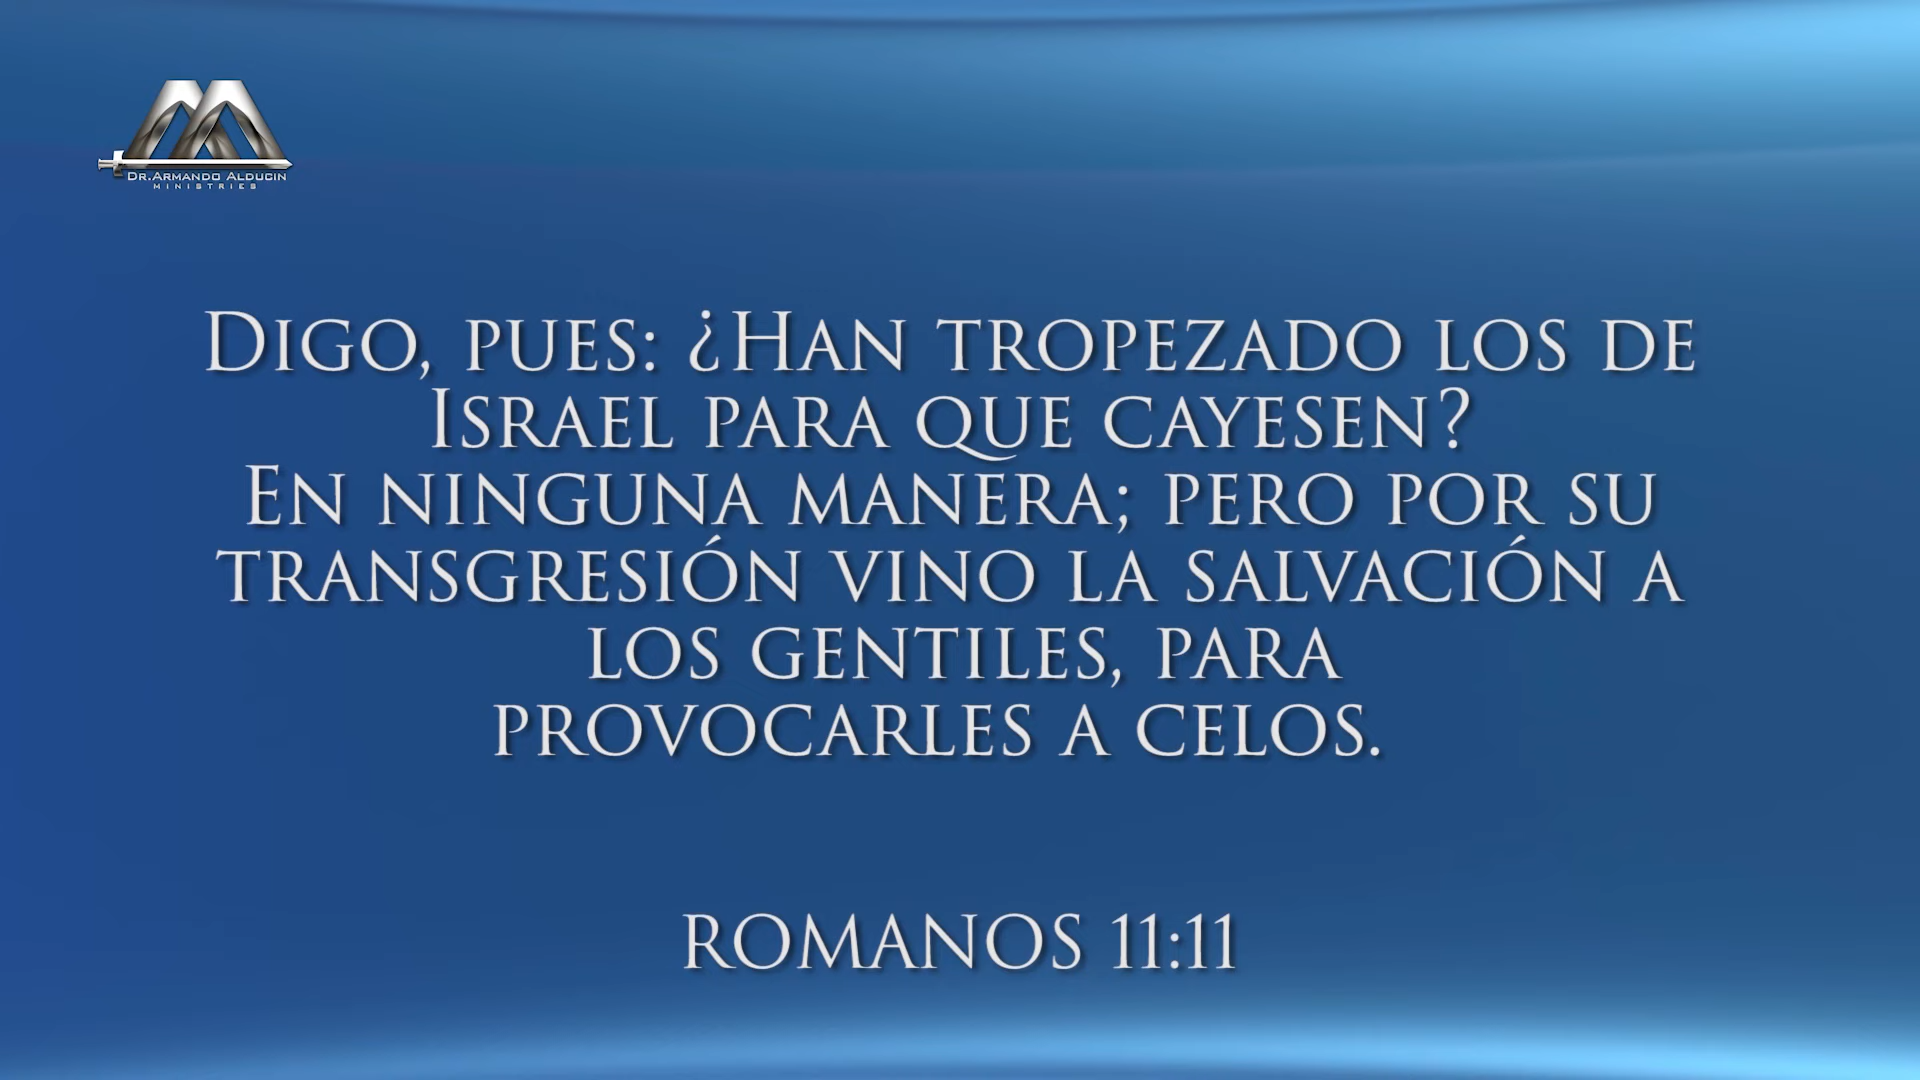 Dr. Armando Alducin
MINISTRIES
Digo, pues: ¿Han tropezado los de
Israel para que cayesen?
En ninguna manera; pero por su
transgresión vino la salvación a
los gentiles, para
provocarles a celos.
ROMANOS 11:11